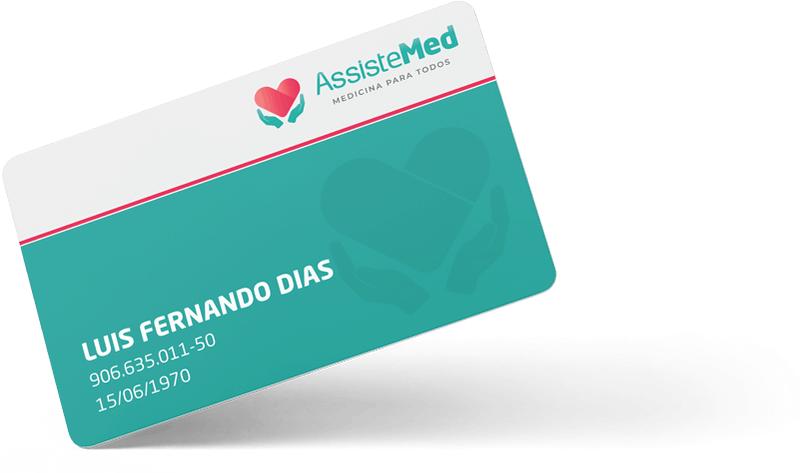 AssisteMed
MEDICINA PARA TODOS
LUIS FERNANDO DIAS
906.635.011-50
15/06/1970